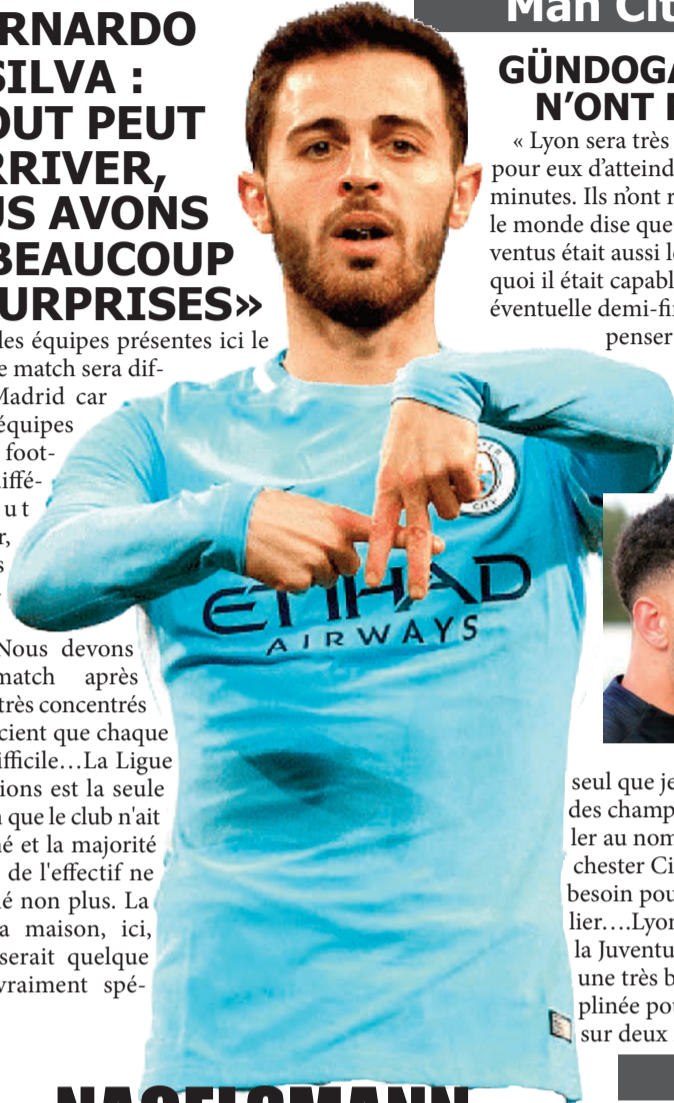 RNARDO
SILVA :
OUT PEUT
RRIVER,
US AVONS
BEAUCOUP
URPRISES»
les équipes présentes ici le
e match sera dif-
Madrid car
équipes
foot-
iffé-
ut
r,
s
Nous devons
match après
très concentrés
cient que chaque
ifficile…La Ligue
ions est la seule
n que le club n'ait
é et la majorité
de l'effectif ne
é non plus. La
a maison, ici,
serait quelque
vraiment spé-
ETIHAD
AIRWAYS
CITY
Man Cit
GÜNDOGA
N'ONT
« Lyon sera très
pour eux d'atteind
minutes. Ils n'ont r
le monde dise que
ventus était aussi l
quoi il était capabl
éventuelle demi-fi
penser
seul que je
des champ
ler au nom
chester Ci
besoin pou
lier….Lyon
la Juventu
une très b
plinée pou
sur deux
NAGELSMANN